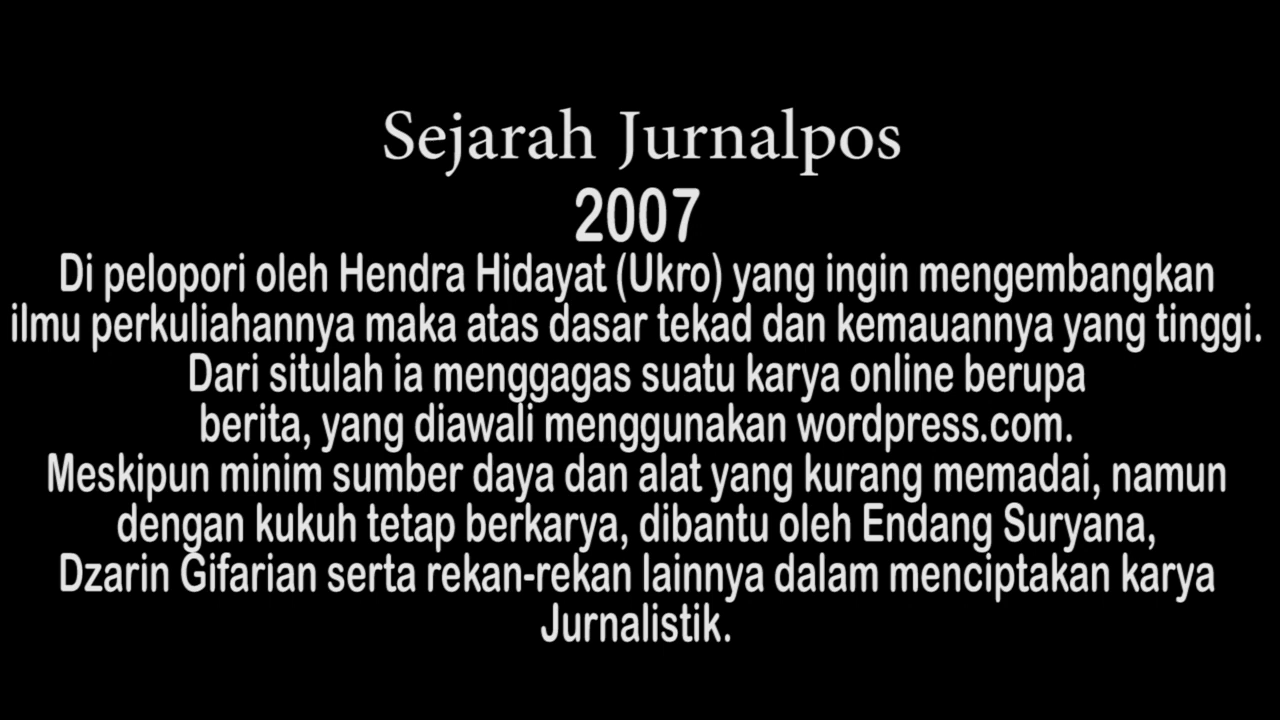 Sejarah Jurnalpos
2007
Di pelopori oleh Hendra Hidayat (Ukro) yang ingin mengembangkan
ilmu perkuliahannya maka atas dasar tekad dan kemauannya yang tinggi.
Dari situlah ia menggagas suatu karya online berupa
berita, yang diawali menggunakan wordpress.com.
Meskipun minim sumber daya dan alat yang kurang memadai, namun
dengan kukuh tetap berkarya, dibantu oleh Endang Suryana,
Dzarin Gifarian serta rekan-rekan lainnya dalam menciptakan karya
Jurnalistik.